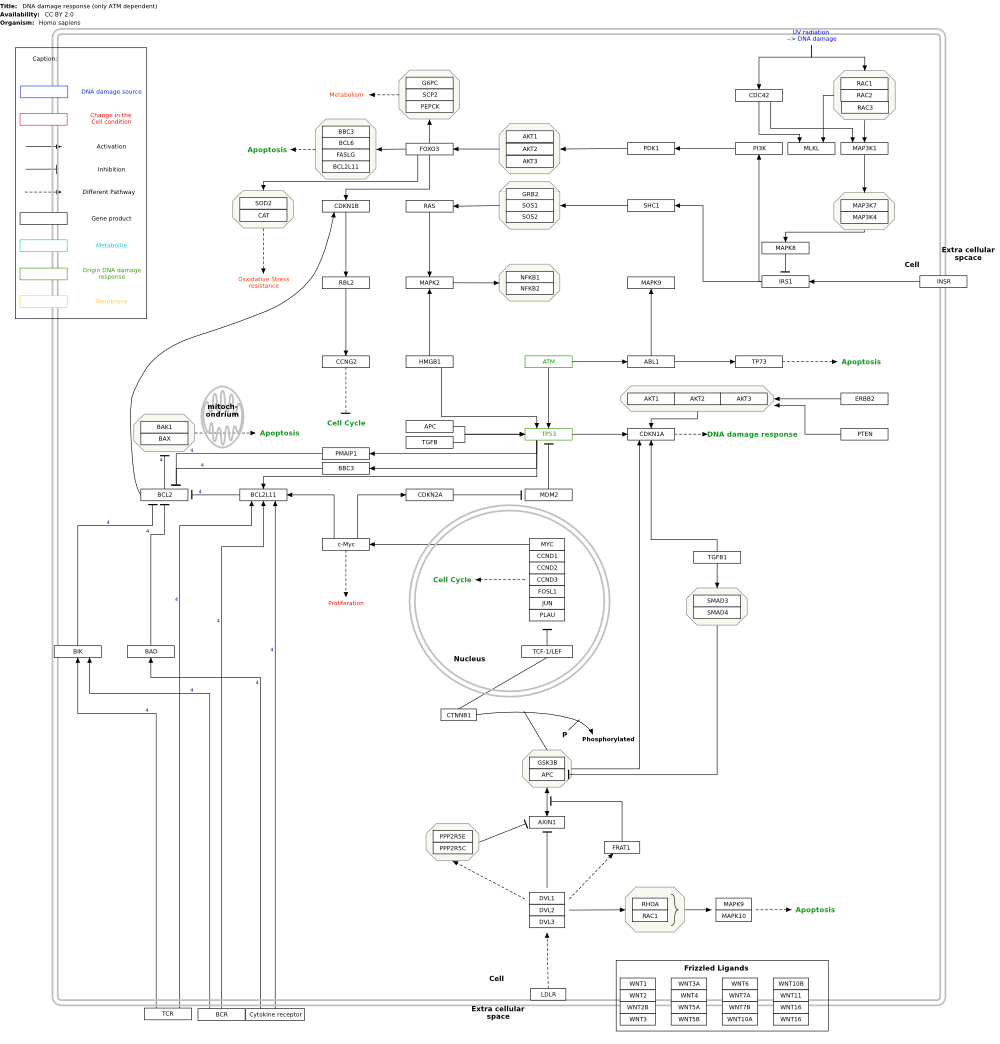 Title: DNA damage response (only ATM dependent)
Availability: CC BY 2.0
Organism: Homo sapiens
Caption:
DNA damage source
Change in the
Cell condition
Activation
Inhibition
Different Pathway
Gene product
Metabolite
Origin DNA damage
response
Membrane
UV radiation
--> DNA damage
Metabolism
G6PC
SCP2
PEPCK
CDC42
RAC1
RAC2
RAC3
Apoptosis
BBC3
BCL6
FASLG
BCL2L11
FOXO3
AKT1
AKT2
AKT3
PDK1
PI3K
MLKL
MAP3K1
SOD2
CAT
CDKN1B
RAS
GRB2
SOS1
SOS2
SHC1
MAP3K7
MAP3K4
MAPK8
Extra cellular
spcace
Cell
Onxidative Stress
resistance
RBL2
MAPK2
NFKB1
NFKB2
MAPK9
IRS1
INSR
CCNG2
HMGB1
ATM
ABL1
TP73
Apoptosis
AKT1
AKT2
AKT3
ERBB2
mitoch-
ondrium
BAK1
BAX
Apoptosis
Cell Cycle
APC
TGFB
TP53
CDKN1A
DNA damage response
PTEN
PMAIP1
BBC3
4
4
4
BCL2
4
BCL2L11
CDKN2A
MDM2
4
4
c-Myc
MYC
CCND1
CCND2
CCND3
FOSL1
JUN
PLAU
Cell Cycle
TGFB1
Proliferation
SMAD3
SMAD4
4
4
4
BIK
BAD
Nucleus
TCF-1/LEF
4
4
4
CTNNB1
P
Phosphorylated
GSK3B
APC
AXIN1
PPP2R5E
PPP2R5C
FRAT1
DVL1
DVL2
DVL3
RHOA
RAC1
MAPK9
MAPK10
Apoptosis
Cell
LDLR
Extra cellular
space
TCR
BCR
Cytokine receptor
Frizzled Ligands
WNT1
WNT3A
WNT6
WNT10B
WNT2
WNT4
WNT7A
WNT11
WNT2B
WNT5A
WNT7B
WNT16
WNT3
WNT5B
WNT10A
WNT16